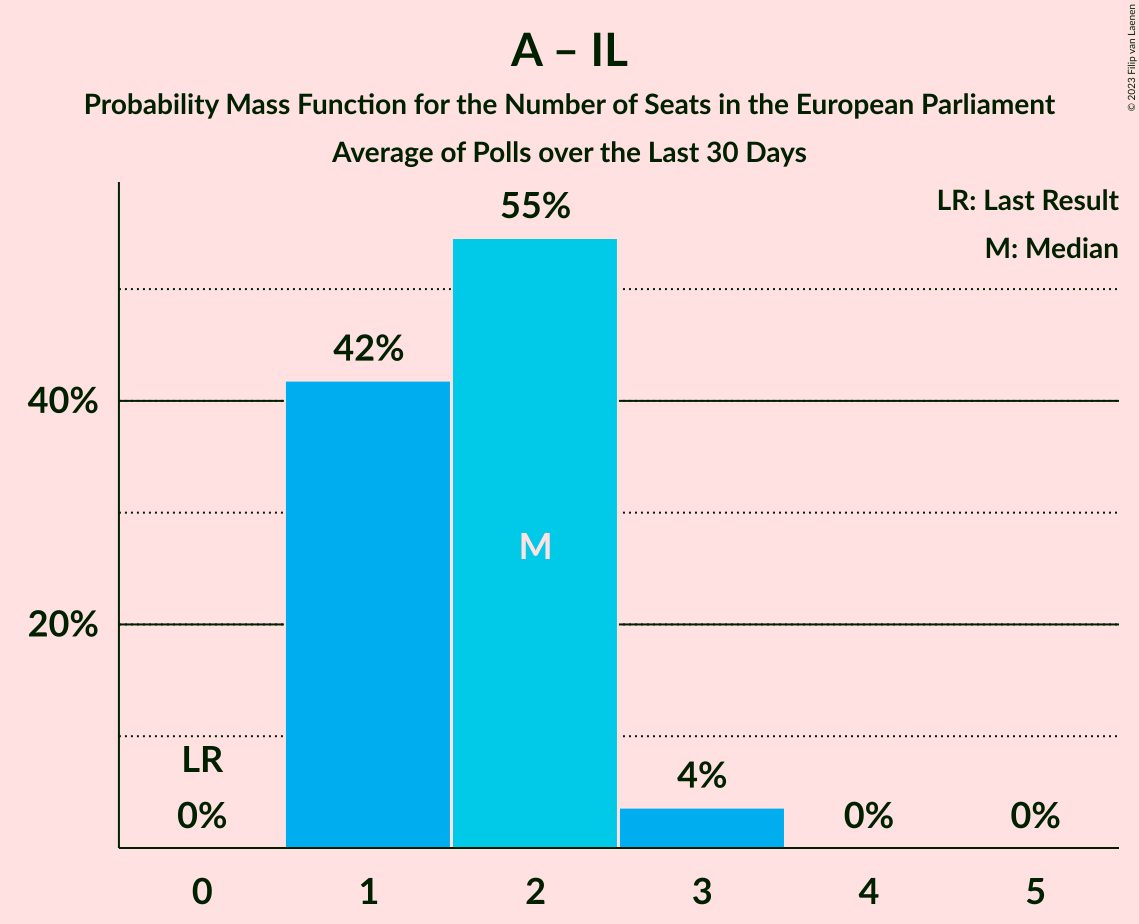 A – IL
Probability Mass Function for the Number of Seats in the European Parliament
Average of Polls over the Last 30 Days
© 2023 Filip van Laenen
LR: Last Result
M: Median
55%
42%
40%
M
20%
LR
0%
4%
0%
0%
0 1 2 3 4 5